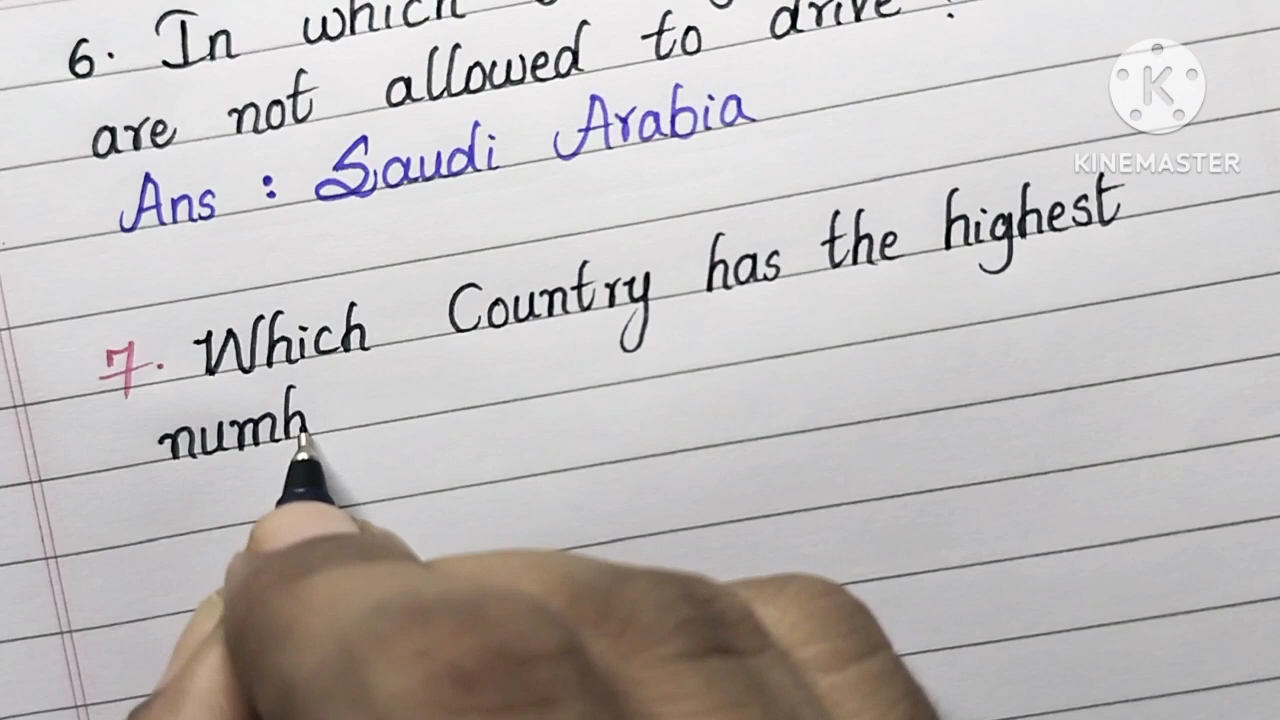 6. In which
are not allowed to drive ?
Ans : Saudi Arabia
7. Which Country has the highest
numb
K
KINEMASTER